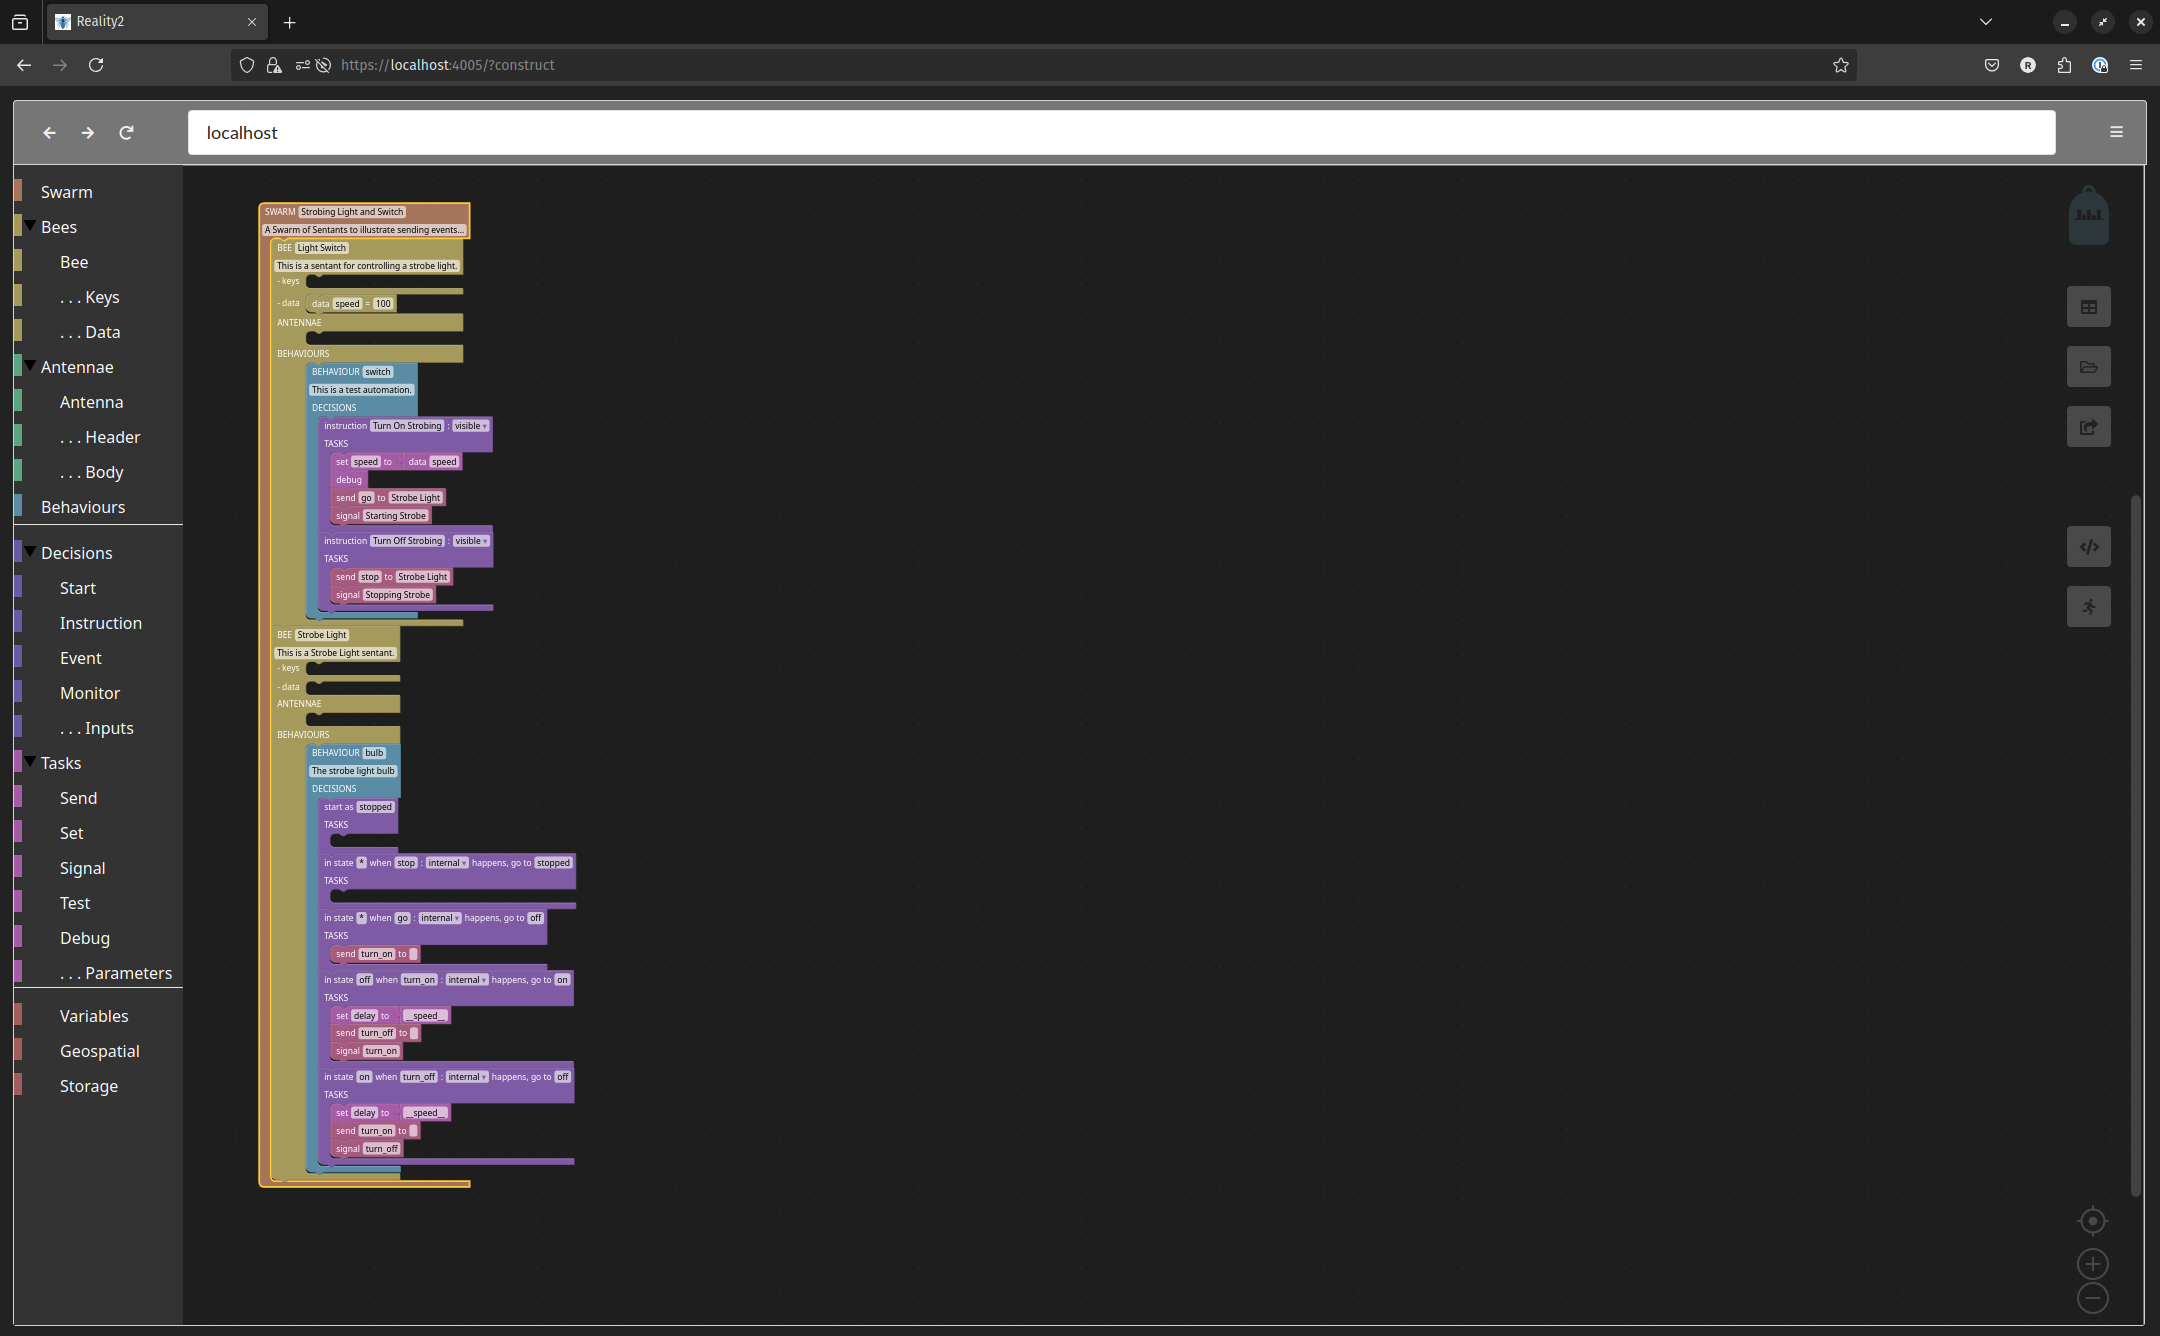 Reality2
https://localhost:4005/?construct
localhost
Swarm
Bees
Bee
. . . Keys
. . . Data
Antennae
Antenna
. . . Header
. . . Body
Behaviours
Decisions
Start
Instruction
Event
Monitor
. . . Inputs
Tasks
Send
Set
Signal
Test
Debug
. . . Parameters
Variables
Geospatial
Storage
SWARM Strobing Light and Switch
A Swarm of Sentants to illustrate sending events...
BEE Light Switch
This is a sentant for controlling a strobe light.
- keys
- data data speed = 100
ANTENNAE
BEHAVIOURS
BEHAVIOUR switch
This is a test automation.
DECISIONS
instruction Turn On Strobing : visible
TASKS
set speed to data speed
debug
send go to Strobe Light
signal Starting Strobe
instruction Turn Off Strobing : visible
TASKS
send stop to Strobe Light
signal Stopping Strobe
BEE Strobe Light
This is a Strobe Light sentant.
- keys
- data
ANTENNAE
BEHAVIOURS
BEHAVIOUR bulb
The strobe light bulb
DECISIONS
start as stopped
TASKS
in state * when stop : internal happens, go to stopped
TASKS
in state * when go : internal happens, go to off
TASKS
send turn_on to
in state off when turn_on : internal happens, go to on
TASKS
set delay to __speed__
send turn_off to
signal turn_on
in state on when turn_off : internal happens, go to off
TASKS
set delay to __speed__
send turn_on to
signal turn_off